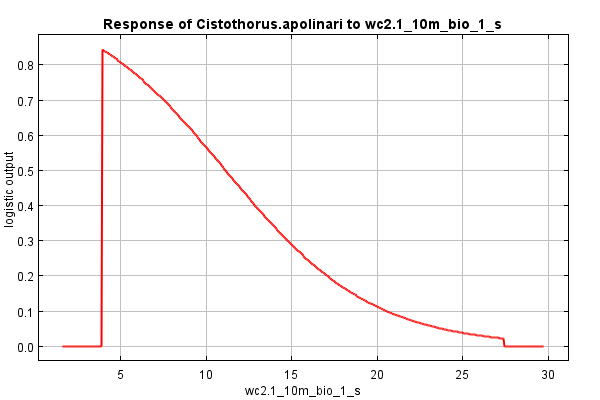 Response of Cistothorus.apolinari to wc2.1_10m_bio_1_s
logistic output
0.8
0.7
0.6
0.5
0.4
0.3
0.2
0.1
0.0
5 10 15 20 25 30
wc2.1_10m_bio_1_s